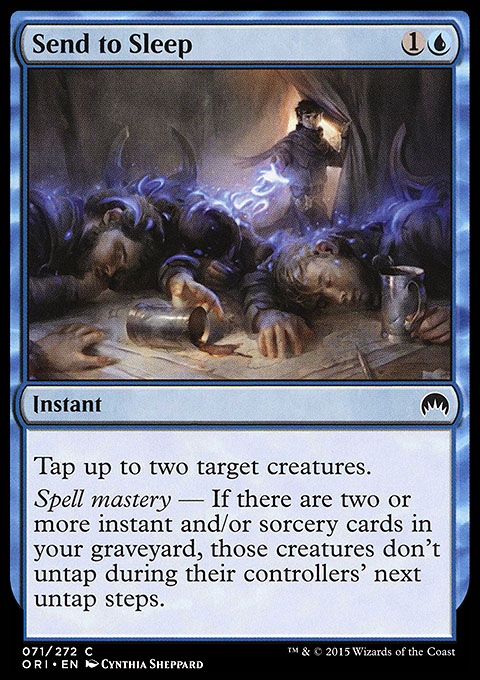 Send to Sleep 1
Instant
Tap up to two target creatures.
Spell mastery — If there are two or
more instant and/or sorcery cards in
your graveyard, those creatures don't
untap during their controllers' next
untap steps.
071/272 C
ORI • EN Cynthia Sheppard
™ & © 2015 Wizards of the Coast